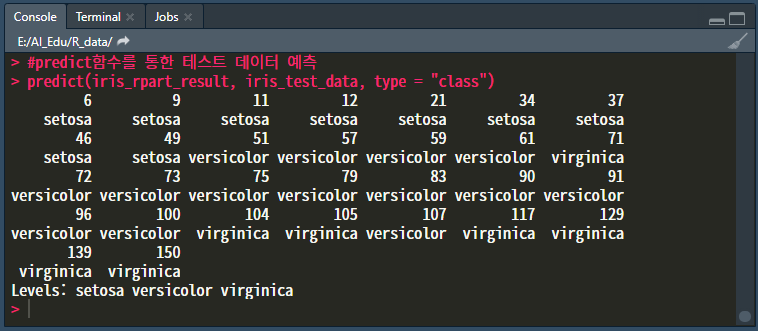 Console Terminal Jobs
E:/AI_Edu/R_data/
> #predict함수를 통한 테스트 데이터 예측
> predict(iris_rpart_result, iris_test_data, type = "class")
6 9 11 12 21 34 37
setosa setosa setosa setosa setosa setosa setosa
46 49 51 57 59 61 71
setosa setosa versicolor versicolor versicolor versicolor virginica
72 73 75 79 83 90 91
versicolor versicolor versicolor versicolor versicolor versicolor versicolor
96 100 104 105 107 117 129
versicolor versicolor virginica virginica versicolor virginica virginica
139 150
virginica virginica
Levels: setosa versicolor virginica
>